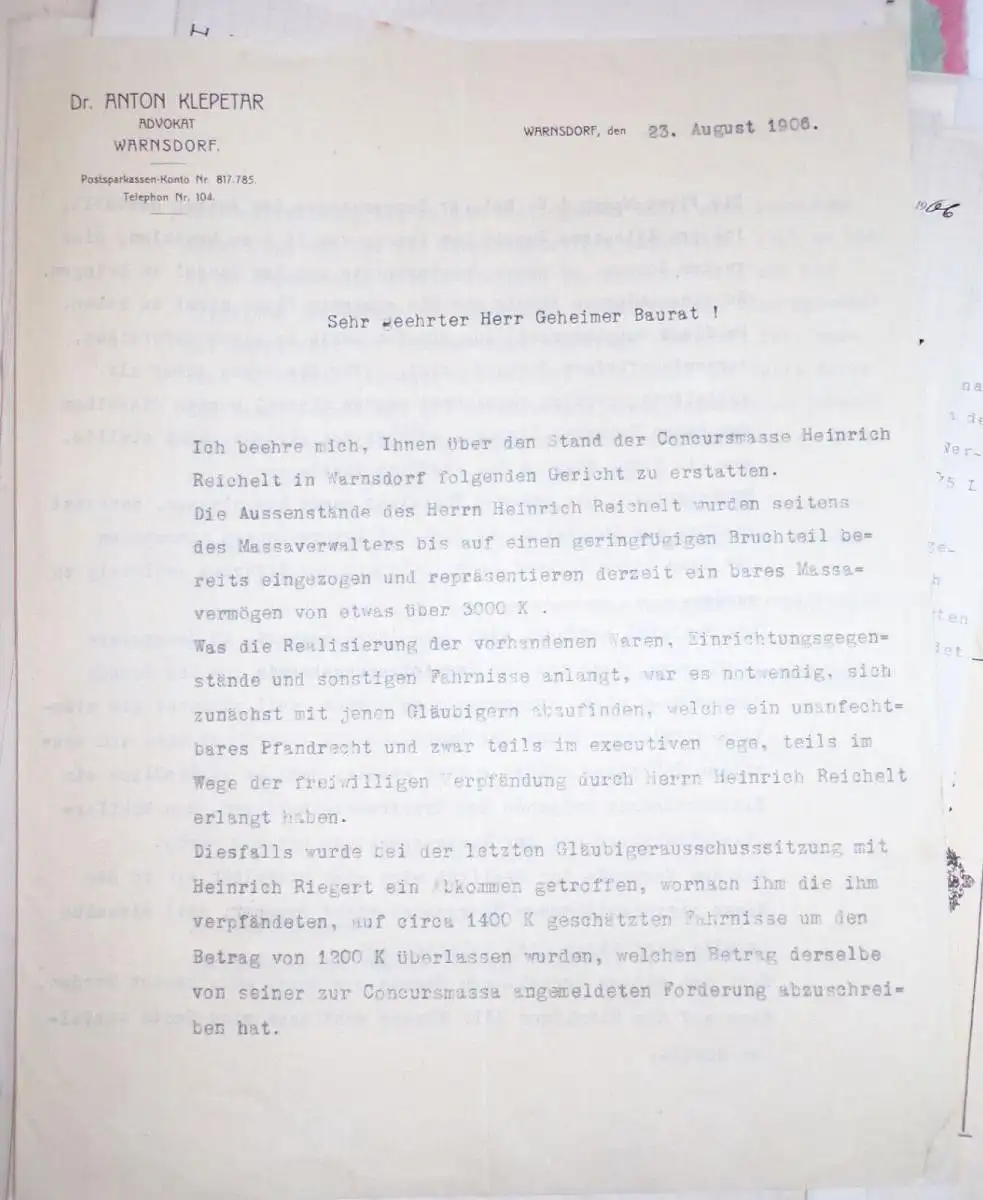 Dr. ANTON KLEPETAR
ADVOKAT
WARNSDORF.
Postsparkassen-Konto Nr. 817.785.
Telephon Nr. 104.
WARNSDORF, den 23. August 1906.
Sehr geehrter Herr Geheimer Baurat !
Ich beehre mich, Ihnen über den Stand der Concursmasse Heinrich
Reichelt in Warnsdorf folgenden Gericht zu erstatten.
Die Aussenstände des Herrn Heinrich Reichelt wurden seitens
des Massaverwalters bis auf einen geringfügigen Bruchteil be=
reits eingezogen und repräsentieren derzeit ein bares Massa=
vermögen von etwas über 3000 K .
Was die Realisierung der vorhandenen Waren, Einrichtungsgegen=
stände und sonstigen Fahrnisse anlangt, war es notwendig, sich
zunächst mit jenen Gläubigern abzufinden, welche ein unanfecht=
bares Pfandrecht und zwar teils im executiven Wege, teils im
Wege der freiwilligen Verpfändung durch Herrn Heinrich Reichelt
erlangt haben.
Diesfalls wurde bei der letzten Gläubigerausschusssitzung mit
Heinrich Riegert ein Abkommen getroffen, wornach ihm die ihm
verpfändeten, auf circa 1400 K geschätzten Fahrnisse um den
Betrag von 1200 K überlassen wurden, welchen Betrag derselbe
von seiner zur Concursmassa angemeldeten Forderung abzuschrei=
ben hat.